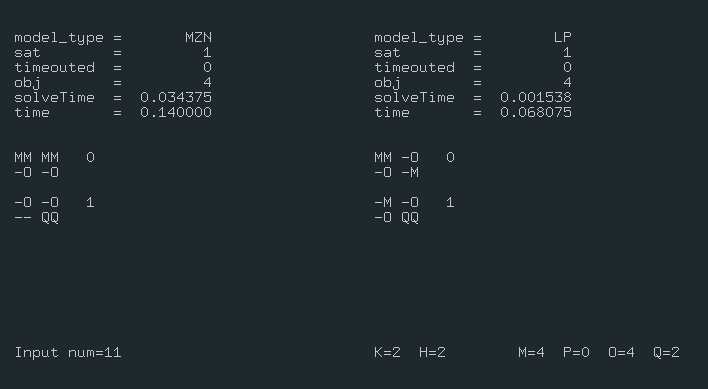 model_type =       MZN                  model_type =        LP
sat        =         1                  sat        =         1
timeouted  =         0                  timeouted  =         0
obj        =         4                  obj        =         4
solveTime  =  0.034375                  solveTime  =  0.001538
time       =  0.140000                  time       =  0.068075
MM MM   0                               MM -O   0
-O -O                                   -O -M
-O -O   1                               -M -O   1
-- QQ                                   -O QQ
Input num=11                            K=2  H=2        M=4  P=0  O=4  Q=2